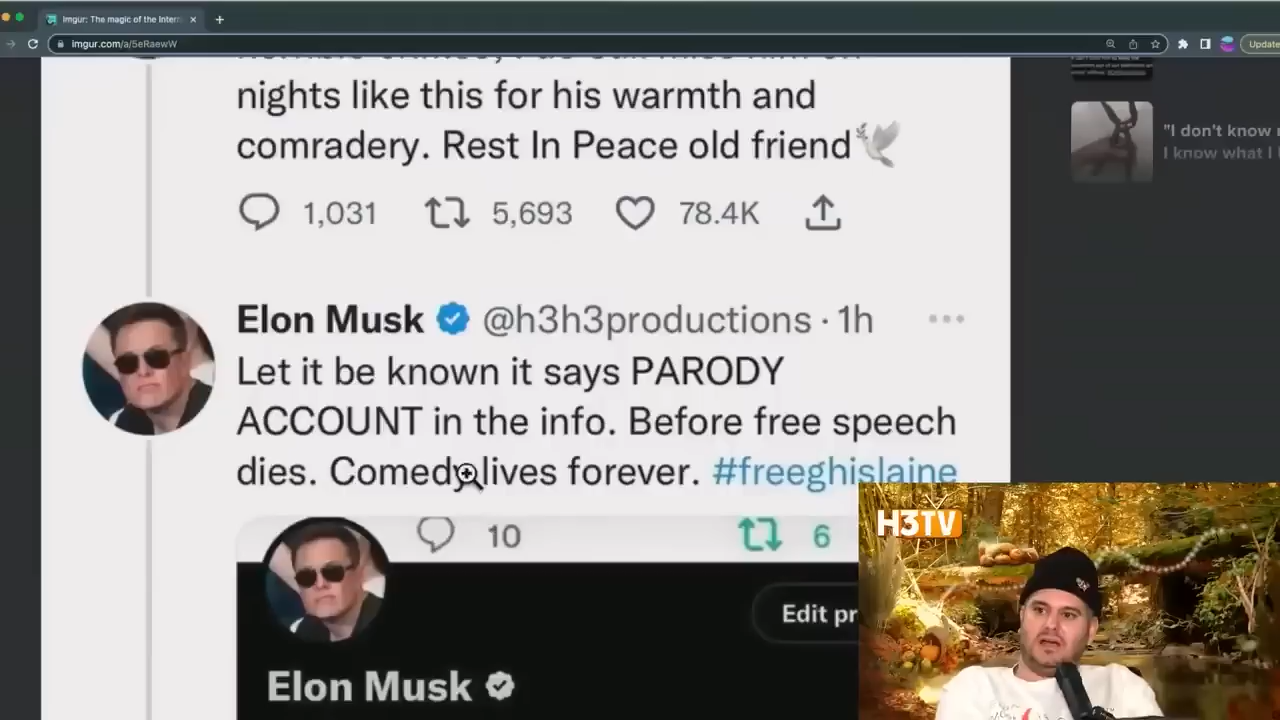 Imgur: The magic of the Intern
imgur.com/a/5eRaewW
Update
nights like this for his warmth and
comradery. Rest In Peace old friend🕊
1,031 5,693 78.4K
"I don't know
I know what I
Elon Musk @h3h3productions · 1h
Let it be known it says PARODY
ACCOUNT in the info. Before free speech
dies. Comedy lives forever. #freeghislaine
10 6
Edit pr
Elon Musk
H3TV